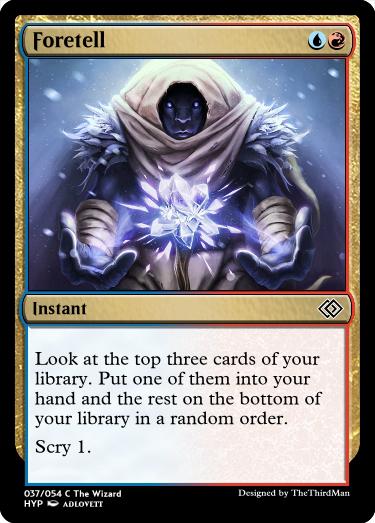 Foretell
Instant
Look at the top three cards of your
library. Put one of them into your
hand and the rest on the bottom of
your library in a random order.
Scry 1.
037/054 C The Wizard
Designed by TheThirdMan
HYP ADLOVETT